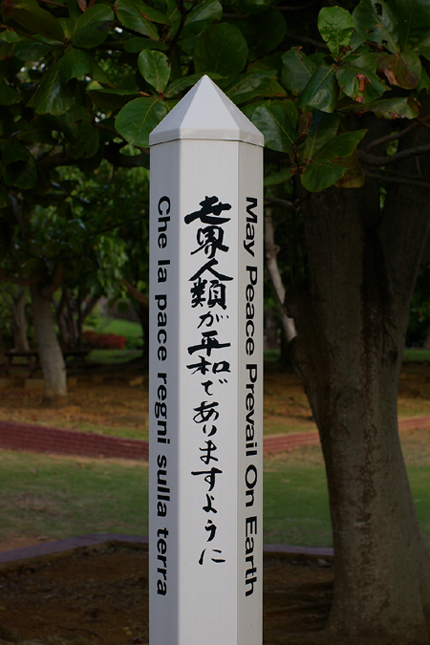 Che la pace regni sulla terra
世界人類が平和でありますように
May Peace Prevail On Earth